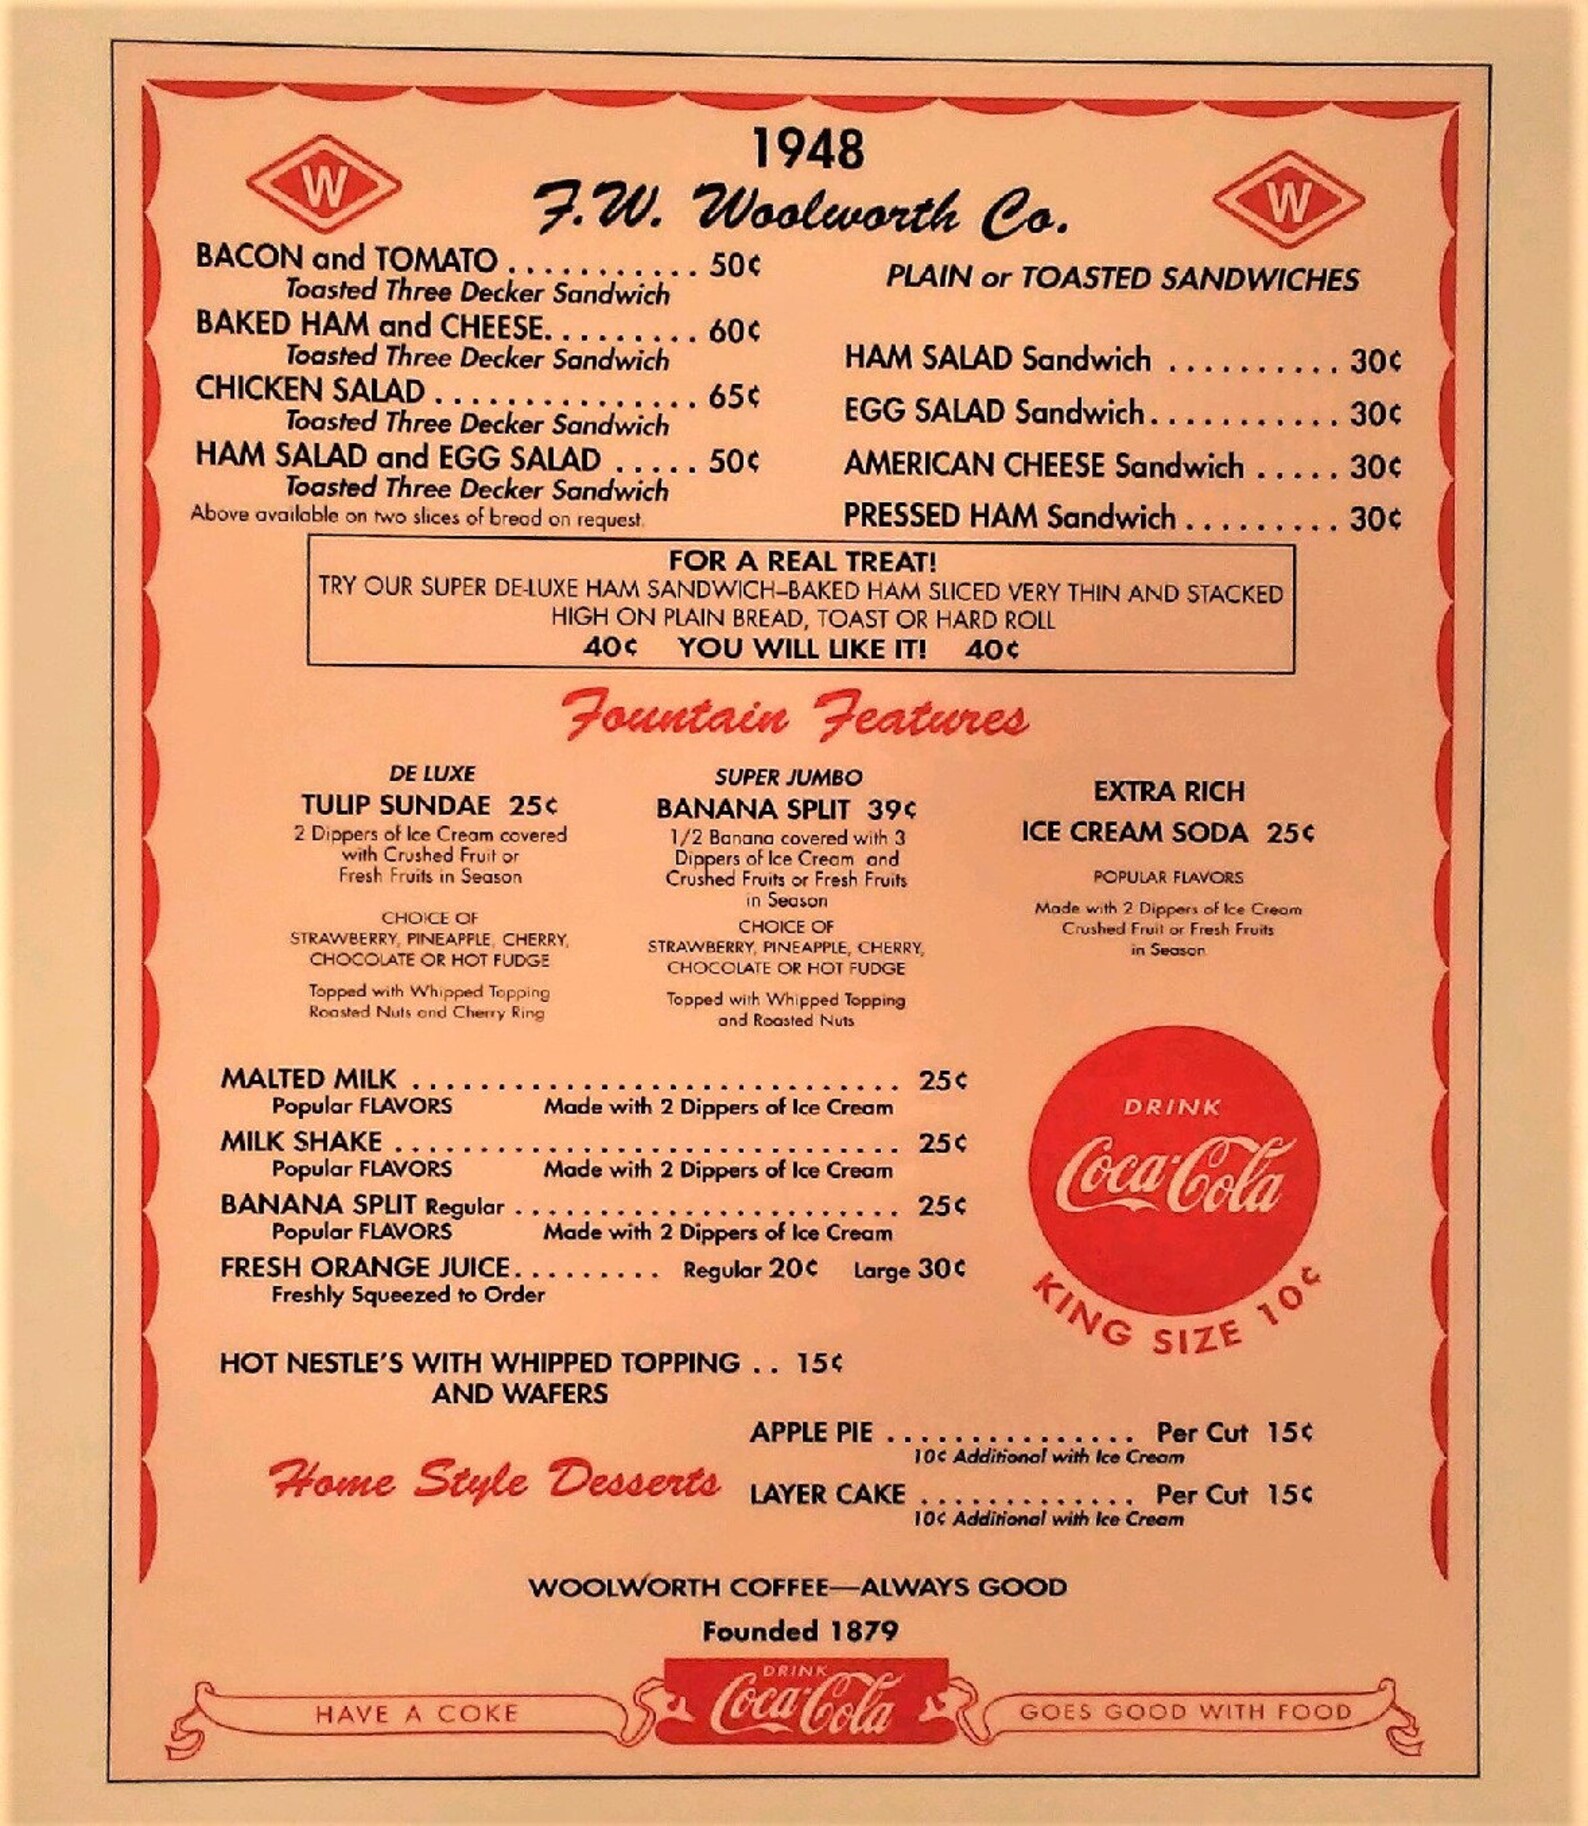 1948
W
W
F.W. Woolworth Co.
BACON and TOMATO ........... 50¢
Toasted Three Decker Sandwich
BAKED HAM and CHEESE......... 60¢
Toasted Three Decker Sandwich
CHICKEN SALAD ............... 65¢
Toasted Three Decker Sandwich
HAM SALAD and EGG SALAD ..... 50¢
Toasted Three Decker Sandwich
Above available on two slices of bread on request.
PLAIN or TOASTED SANDWICHES
HAM SALAD Sandwich .......... 30¢
EGG SALAD Sandwich........... 30¢
AMERICAN CHEESE Sandwich ..... 30¢
PRESSED HAM Sandwich ......... 30¢
FOR A REAL TREAT!
TRY OUR SUPER DE-LUXE HAM SANDWICH–BAKED HAM SLICED VERY THIN AND STACKED
HIGH ON PLAIN BREAD, TOAST OR HARD ROLL
40¢ YOU WILL LIKE IT! 40¢
Fountain Features
DE LUXE
TULIP SUNDAE 25¢
2 Dippers of Ice Cream covered
with Crushed Fruit or
Fresh Fruits in Season
CHOICE OF
STRAWBERRY, PINEAPPLE, CHERRY,
CHOCOLATE OR HOT FUDGE
Topped with Whipped Topping
Roasted Nuts and Cherry Ring
SUPER JUMBO
BANANA SPLIT 39¢
1/2 Banana covered with 3
Dippers of Ice Cream and
Crushed Fruits or Fresh Fruits
in Season
CHOICE OF
STRAWBERRY, PINEAPPLE, CHERRY,
CHOCOLATE OR HOT FUDGE
Topped with Whipped Topping
and Roasted Nuts
EXTRA RICH
ICE CREAM SODA 25¢
POPULAR FLAVORS
Made with 2 Dippers of Ice Cream
Crushed Fruit or Fresh Fruits
in Season
MALTED MILK ............................... 25¢
Popular FLAVORS Made with 2 Dippers of Ice Cream
MILK SHAKE ................................ 25¢
Popular FLAVORS Made with 2 Dippers of Ice Cream
BANANA SPLIT Regular ........................ 25¢
Popular FLAVORS Made with 2 Dippers of Ice Cream
FRESH ORANGE JUICE......... Regular 20¢ Large 30¢
Freshly Squeezed to Order
DRINK
Coca-Cola
KING SIZE 10¢
HOT NESTLE'S WITH WHIPPED TOPPING .. 15¢
AND WAFERS
Home Style Desserts
APPLE PIE ............... Per Cut 15¢
10¢ Additional with Ice Cream
LAYER CAKE ............. Per Cut 15¢
10¢ Additional with Ice Cream
WOOLWORTH COFFEE—ALWAYS GOOD
Founded 1879
HAVE A COKE
DRINK
Coca-Cola
GOES GOOD WITH FOOD